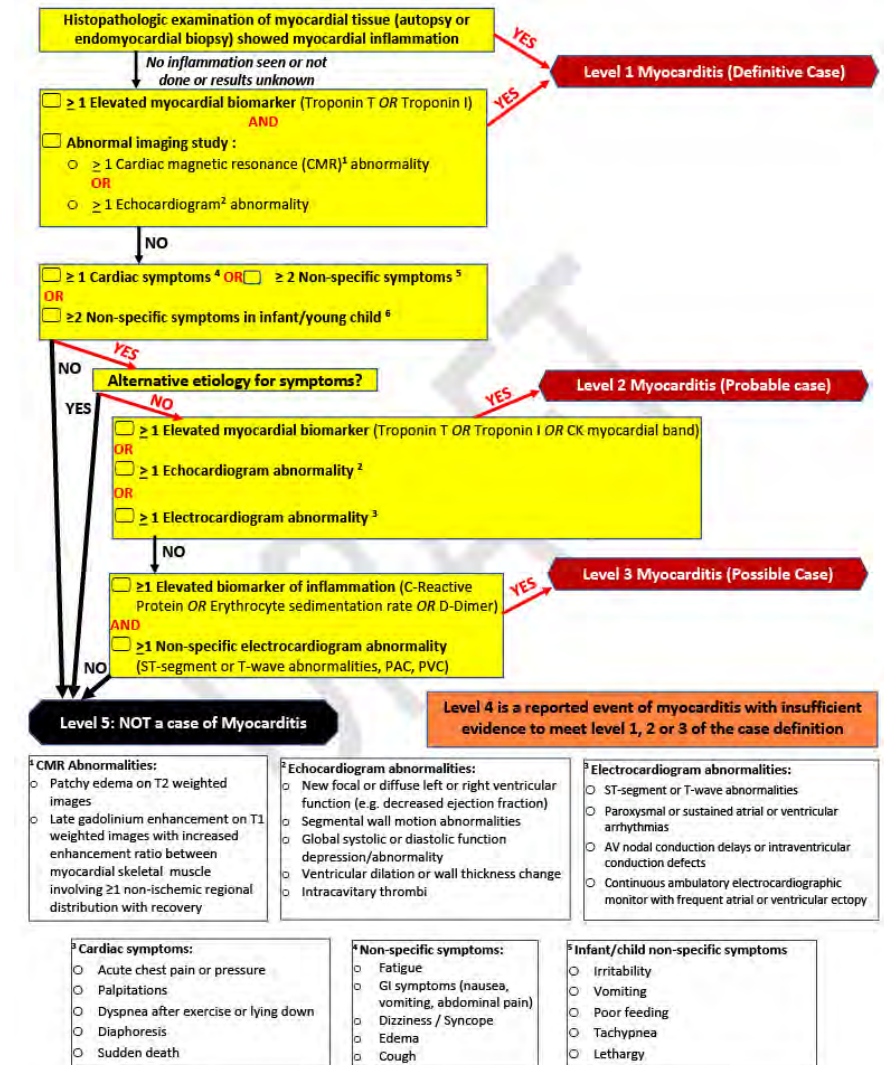 Histopathologic examination of myocardial tissue (autopsy or
endomyocardial biopsy) showed myocardial inflammation
YES
Level 1 Myocarditis (Definitive Case)
No inflammation seen or not
done or results unknown
≥ 1 Elevated myocardial biomarker (Troponin T OR Troponin I)
YES
AND
Abnormal imaging study :
○ ≥ 1 Cardiac magnetic resonance (CMR)¹ abnormality
OR
○ ≥ 1 Echocardiogram² abnormality
NO
≥ 1 Cardiac symptoms ⁴ OR ≥ 2 Non-specific symptoms ⁵
OR
≥2 Non-specific symptoms in infant/young child ⁶
YES
NO
Alternative etiology for symptoms?
YES
Level 2 Myocarditis (Probable case)
YES
NO
≥ 1 Elevated myocardial biomarker (Troponin T OR Troponin I OR CK myocardial band)
OR
≥ 1 Echocardiogram abnormality ²
OR
≥ 1 Electrocardiogram abnormality ³
NO
≥1 Elevated biomarker of inflammation (C-Reactive
Protein OR Erythrocyte sedimentation rate OR D-Dimer)
YES
Level 3 Myocarditis (Possible Case)
AND
≥1 Non-specific electrocardiogram abnormality
(ST-segment or T-wave abnormalities, PAC, PVC)
NO
Level 5: NOT a case of Myocarditis
Level 4 is a reported event of myocarditis with insufficient
evidence to meet level 1, 2 or 3 of the case definition
¹ CMR Abnormalities:
○ Patchy edema on T2 weighted
images
○ Late gadolinium enhancement on T1
weighted images with increased
enhancement ratio between
myocardial skeletal muscle
involving ≥1 non-ischemic regional
distribution with recovery
² Echocardiogram abnormalities:
○ New focal or diffuse left or right ventricular
function (e.g. decreased ejection fraction)
○ Segmental wall motion abnormalities
○ Global systolic or diastolic function
depression/abnormality
○ Ventricular dilation or wall thickness change
○ Intracavitary thrombi
³ Electrocardiogram abnormalities:
○ ST-segment or T-wave abnormalities
○ Paroxysmal or sustained atrial or ventricular
arrhythmias
○ AV nodal conduction delays or intraventricular
conduction defects
○ Continuous ambulatory electrocardiographic
monitor with frequent atrial or ventricular ectopy
³ Cardiac symptoms:
○ Acute chest pain or pressure
○ Palpitations
○ Dyspnea after exercise or lying down
○ Diaphoresis
○ Sudden death
⁴ Non-specific symptoms:
○ Fatigue
○ GI symptoms (nausea,
vomiting, abdominal pain)
○ Dizziness / Syncope
○ Edema
○ Cough
⁵ Infant/child non-specific symptoms
○ Irritability
○ Vomiting
○ Poor feeding
○ Tachypnea
○ Lethargy